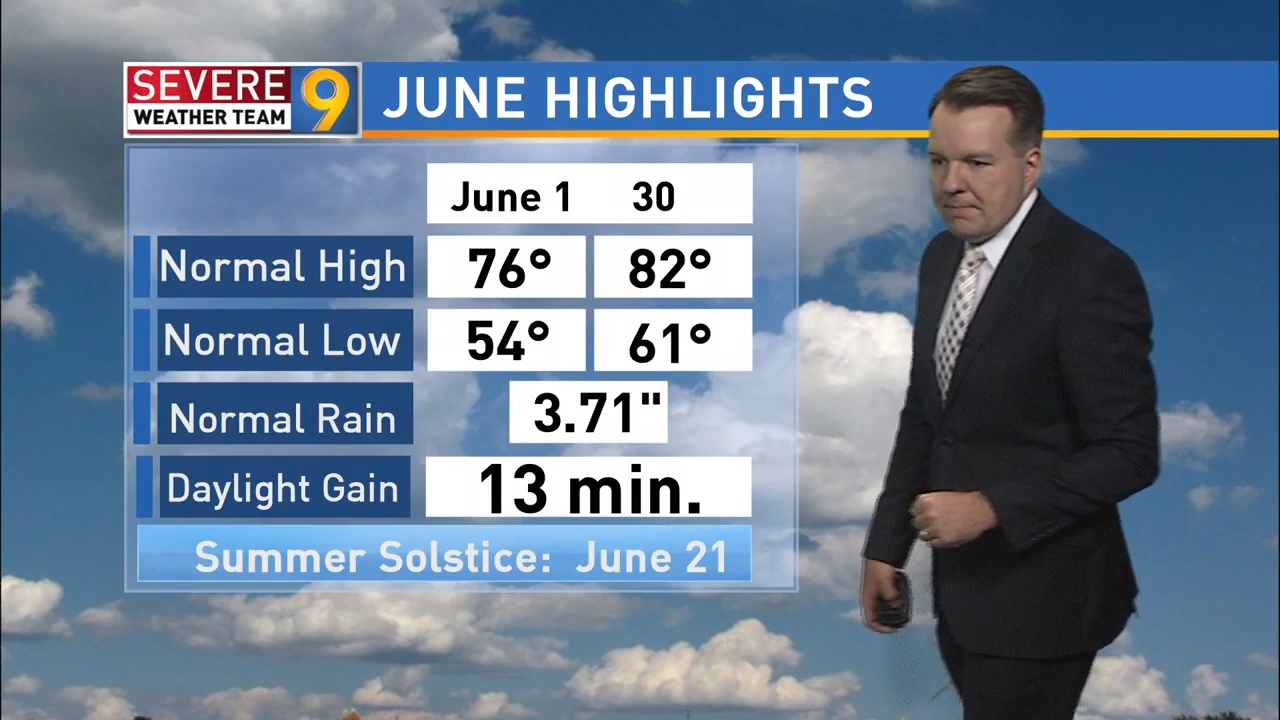 SEVERE 9
WEATHER TEAM
JUNE HIGHLIGHTS
June 1 30
Normal High 76° 82°
Normal Low 54° 61°
Normal Rain 3.71"
Daylight Gain 13 min.
Summer Solstice: June 21